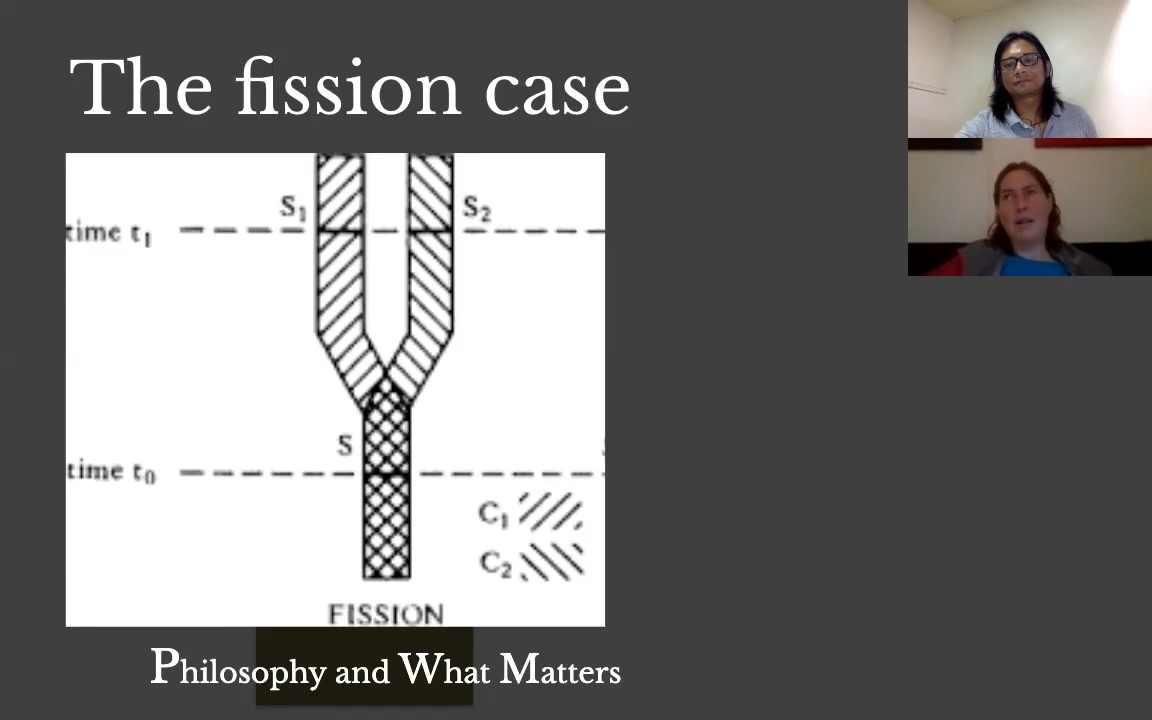 The fission case
S₁ S₂
time t₁
S
time t₀
C₁
C₂
FISSION
Philosophy and What Matters